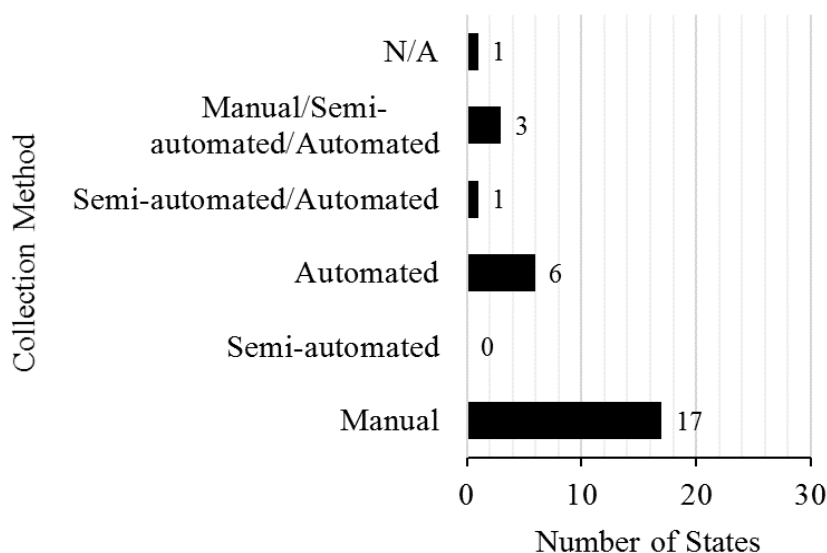 N/A
1
Manual/Semi-
automated/Automated
3
Semi-automated/Automated
1
Automated
6
Semi-automated
0
Manual
17
0 10 20 30
Number of States
Collection Method